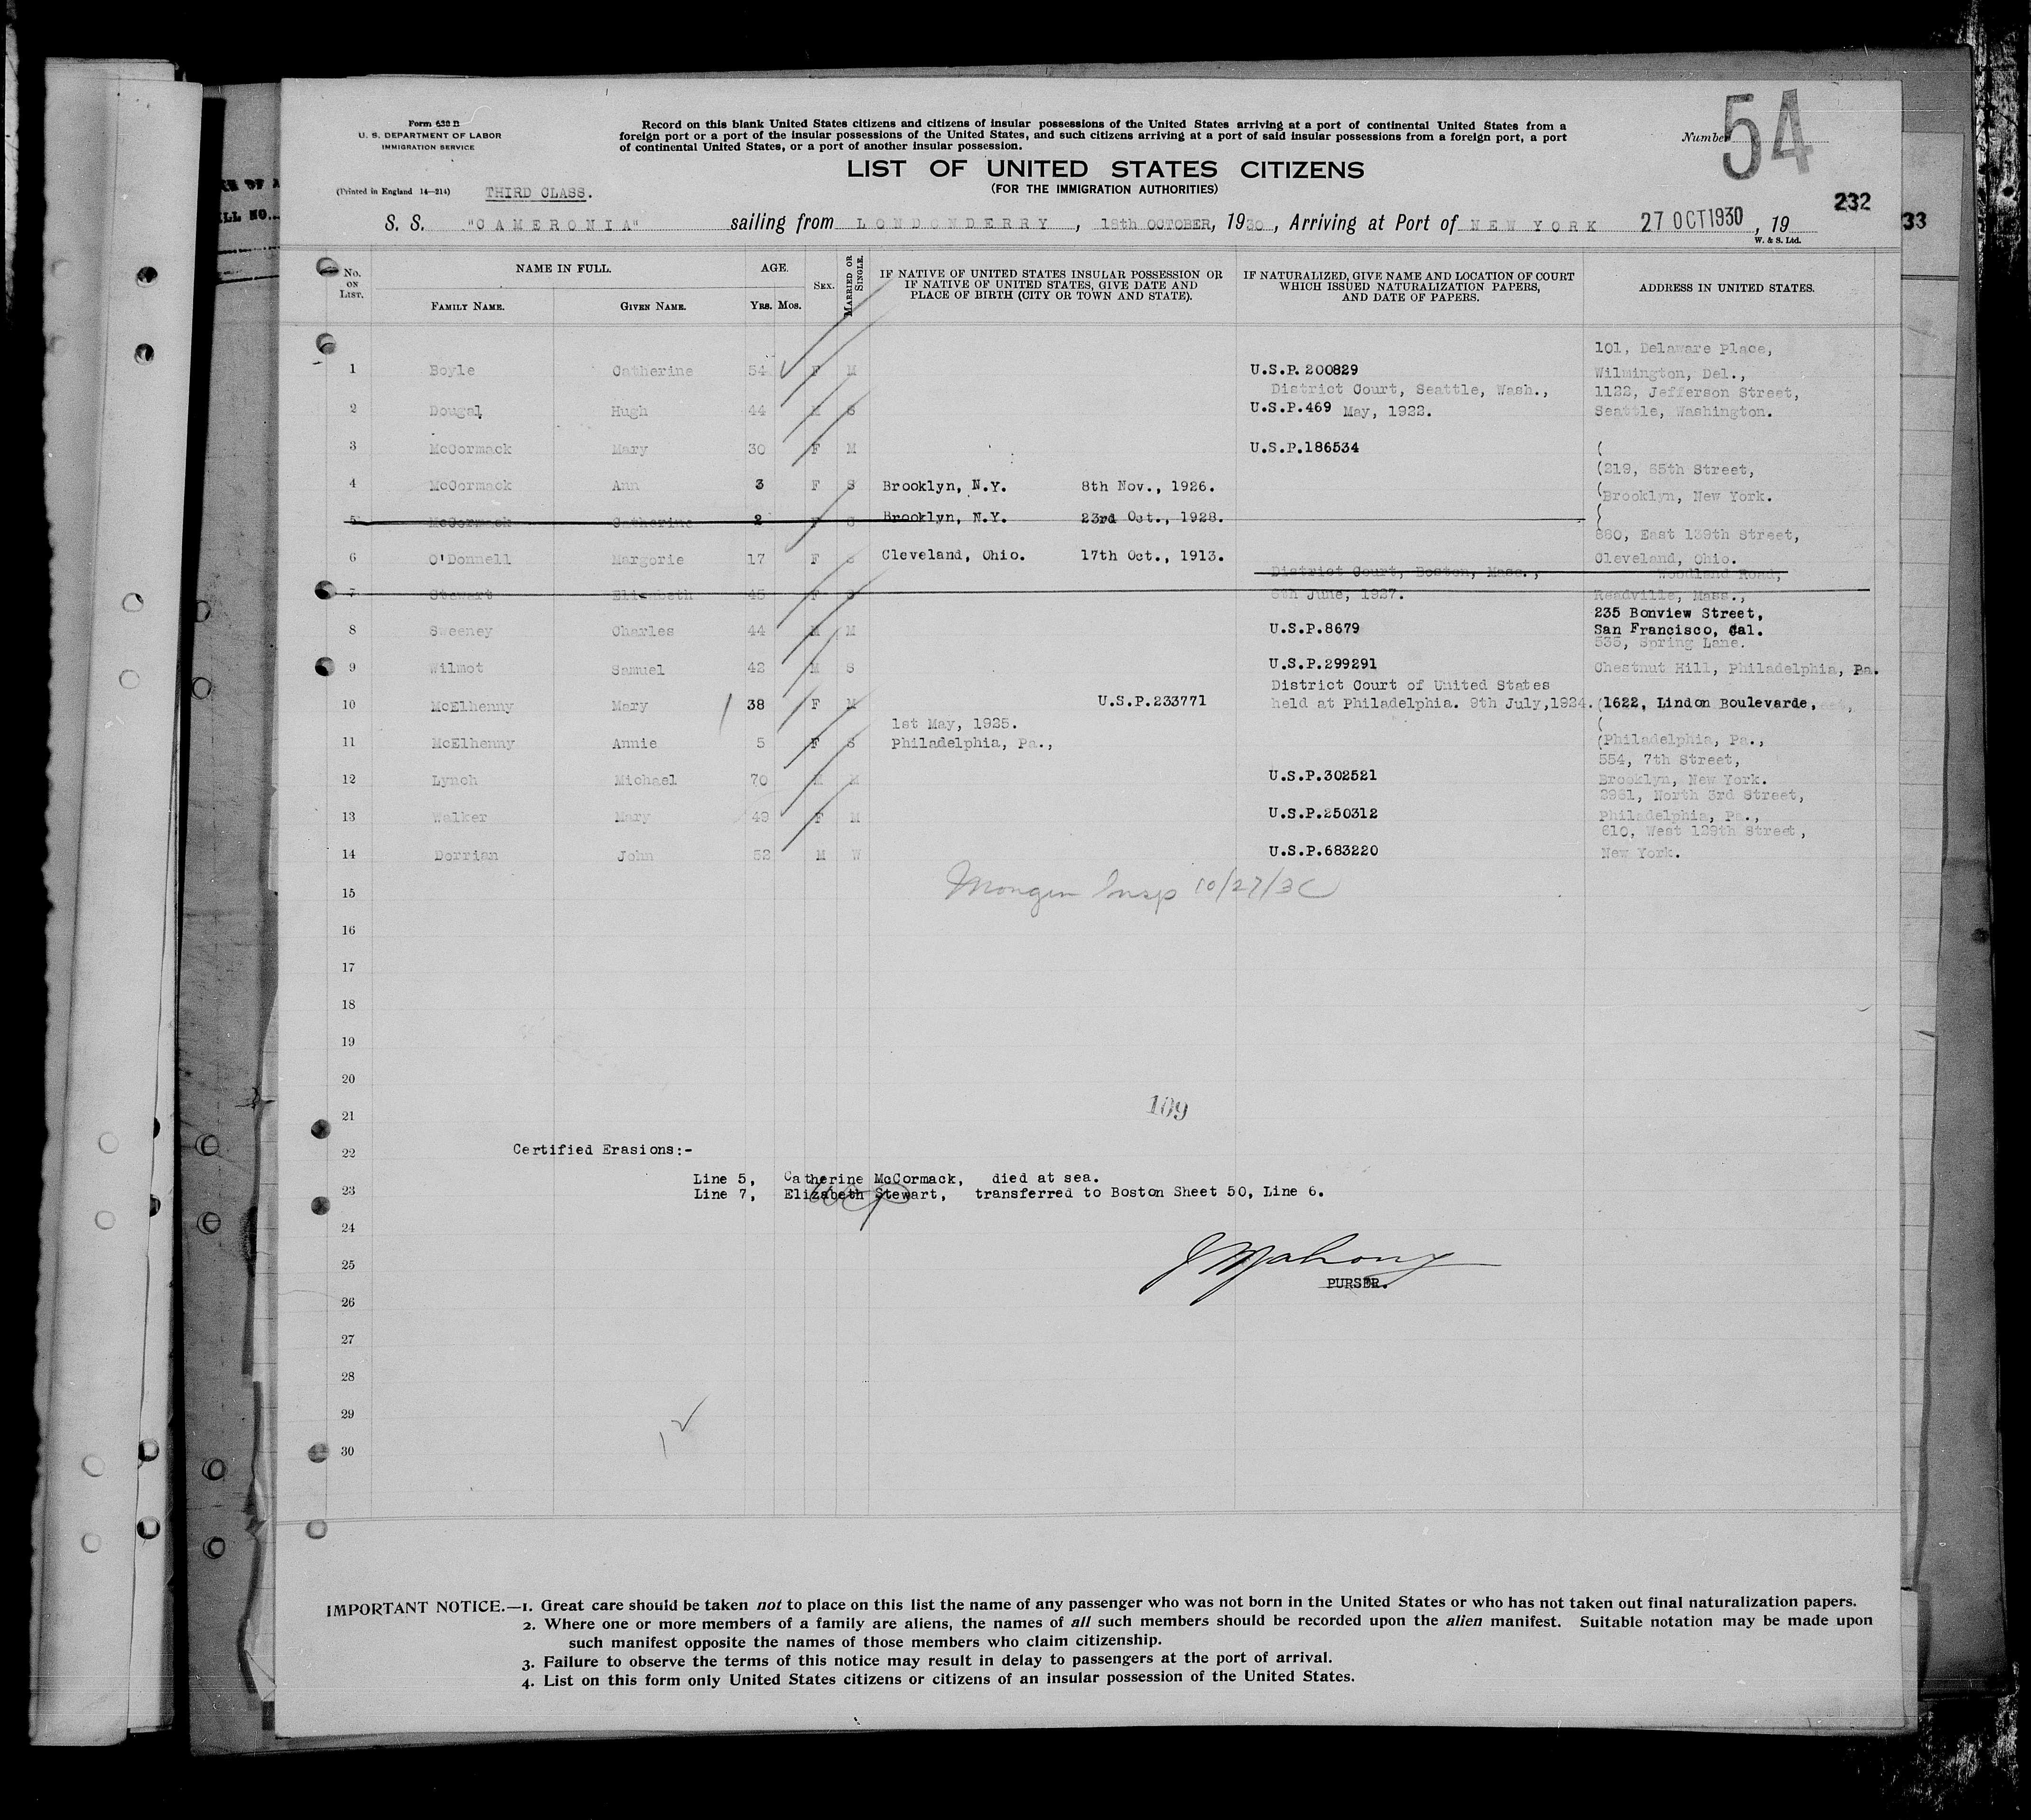 Form 630 B
U. S. DEPARTMENT OF LABOR
IMMIGRATION SERVICE
(Printed in England 14—214)
Record on this blank United States citizens and citizens of insular possessions of the United States arriving at a port of continental United States from a
foreign port or a port of the insular possessions of the United States, and such citizens arriving at a port of said insular possessions from a foreign port, a port
of continental United States, or a port of another insular possession.
Number 54
LIST OF UNITED STATES CITIZENS
(FOR THE IMMIGRATION AUTHORITIES)
THIRD CLASS.
232
33
S. S. "CAMERONIA" sailing from LONDONDERRY, 18th OCTOBER, 1930, Arriving at Port of NEW YORK 27 OCT 1930, 19
W. & S. Ltd.
No. ON LIST. NAME IN FULL. AGE. SEX. MARRIED OR SINGLE. IF NATIVE OF UNITED STATES INSULAR POSSESSION OR IF NATIVE OF UNITED STATES, GIVE DATE AND PLACE OF BIRTH (CITY OR TOWN AND STATE). IF NATURALIZED, GIVE NAME AND LOCATION OF COURT WHICH ISSUED NATURALIZATION PAPERS, AND DATE OF PAPERS. ADDRESS IN UNITED STATES.
FAMILY NAME. GIVEN NAME. YRS. MOS.
101, Delaware Place,
1 Boyle Catherine 54 F M U.S.P. 200829 Wilmington, Del.,
District Court, Seattle, Wash., 1122, Jefferson Street,
2 Dougal Hugh 44 M S U.S.P.469 May, 1922. Seattle, Washington.
3 McCormack Mary 30 F M U.S.P.186534 (
(219, 65th Street,
4 McCormack Ann 3 F S Brooklyn, N.Y. 8th Nov., 1926.
(Brooklyn, New York.
5 McCormack Catherine 2 F S Brooklyn, N.Y. 23rd Oct., 1928. )
880, East 139th Street,
6 O'Donnell Margorie 17 F S Cleveland, Ohio. 17th Oct., 1913. Cleveland, Ohio.
District Court, Boston, Mass., Woodland Road,
7 Stewart Elizabeth 45 F S 6th June, 1927. Readville, Mass.,
235 Bonview Street,
8 Sweeney Charles 44 M M U.S.P.8679 San Francisco, Cal.
535, Spring Lane.
9 Wilmot Samuel 42 M S U.S.P.299291 Chestnut Hill, Philadelphia, Pa.
District Court of United States
10 McElhenny Mary 38 F M U.S.P.233771 held at Philadelphia. 9th July,1924. (1622, Lindon Boulevarde,
1st May, 1925. (
11 McElhenny Annie 5 F S Philadelphia, Pa., (Philadelphia, Pa.,
554, 7th Street,
12 Lynch Michael 70 M M U.S.P.302521 Brooklyn, New York.
2981, North 3rd Street,
13 Walker Mary 49 F M U.S.P.250312 Philadelphia, Pa.,
610, West 129th Street,
14 Dorrian John 52 M W U.S.P.683220 New York.
15 Mongin Insp 10/27/30
16
17
18
19
20
21 109
22 Certified Erasions:-
Line 5, Catherine McCormack, died at sea.
23 Line 7, Elizabeth Stewart, transferred to Boston Sheet 50, Line 6.
24
25 J Mahony
PURSER.
26
27
28
29
12
30
IMPORTANT NOTICE.—1. Great care should be taken not to place on this list the name of any passenger who was not born in the United States or who has not taken out final naturalization papers.
2. Where one or more members of a family are aliens, the names of all such members should be recorded upon the alien manifest. Suitable notation may be made upon
such manifest opposite the names of those members who claim citizenship.
3. Failure to observe the terms of this notice may result in delay to passengers at the port of arrival.
4. List on this form only United States citizens or citizens of an insular possession of the United States.